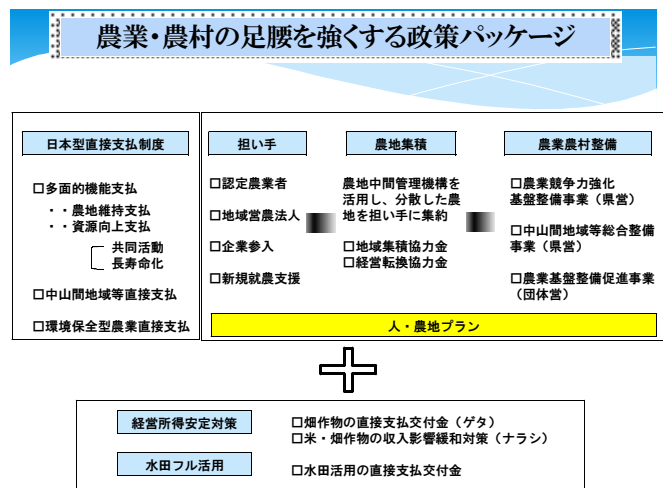 農業・農村の足腰を強くする政策パッケージ
日本型直接支払制度
□多面的機能支払
・・農地維持支払
・・資源向上支払
共同活動
長寿命化
□中山間地域等直接支払
□環境保全型農業直接支払
担い手
□認定農業者
□地域営農法人
□企業参入
□新規就農支援
農地集積
農地中間管理機構を
活用し、分散した農
地を担い手に集約
□地域集積協力金
□経営転換協力金
農業農村整備
□農業競争力強化
基盤整備事業（県営）
□中山間地域等総合整備
事業（県営）
□農業基盤整備促進事業
（団体営）
人・農地プラン
経営所得安定対策
□畑作物の直接支払交付金（ゲタ）
□米・畑作物の収入影響緩和対策（ナラシ）
水田フル活用
□水田活用の直接支払交付金